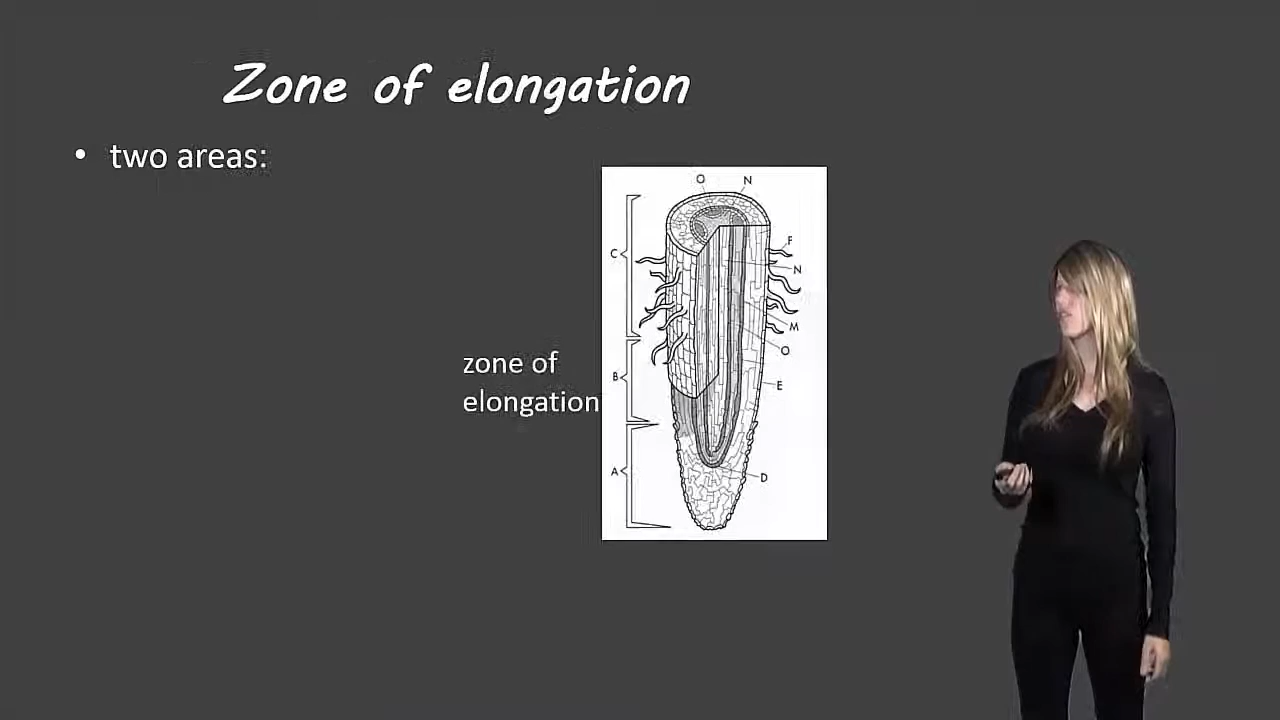 Zone of elongation
• two areas:
zone of
elongation
O N
C
F
N
M
O
B
E
A
D